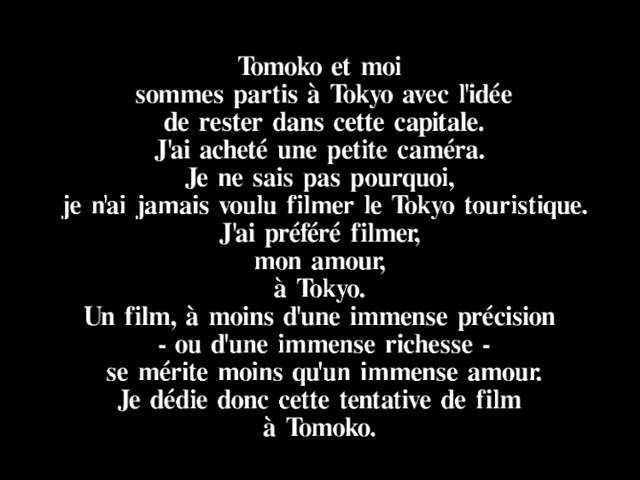 Tomoko et moi
sommes partis à Tokyo avec l'idée
de rester dans cette capitale.
J'ai acheté une petite caméra.
Je ne sais pas pourquoi,
je n'ai jamais voulu filmer le Tokyo touristique.
J'ai préféré filmer,
mon amour,
à Tokyo.
Un film, à moins d'une immense précision
- ou d'une immense richesse -
se mérite moins qu'un immense amour.
Je dédie donc cette tentative de film
à Tomoko.